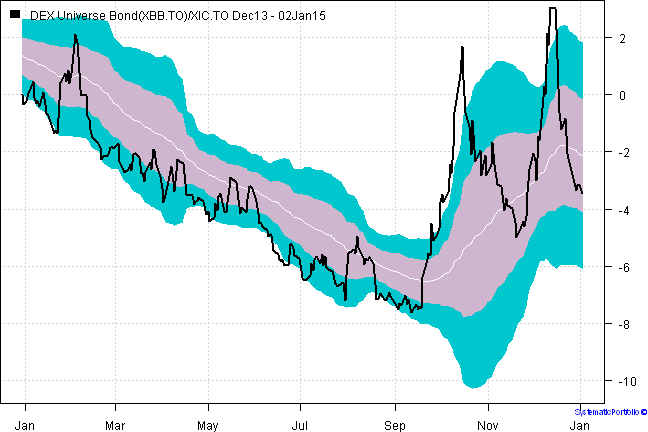 DEX Universe Bond(XBB.TO)/XIC.TO Dec13 - 02Jan15
2
0
-2
-4
-6
-8
-10
SystematicPortfolio ©
Jan Mar May Jul Sep Nov Jan